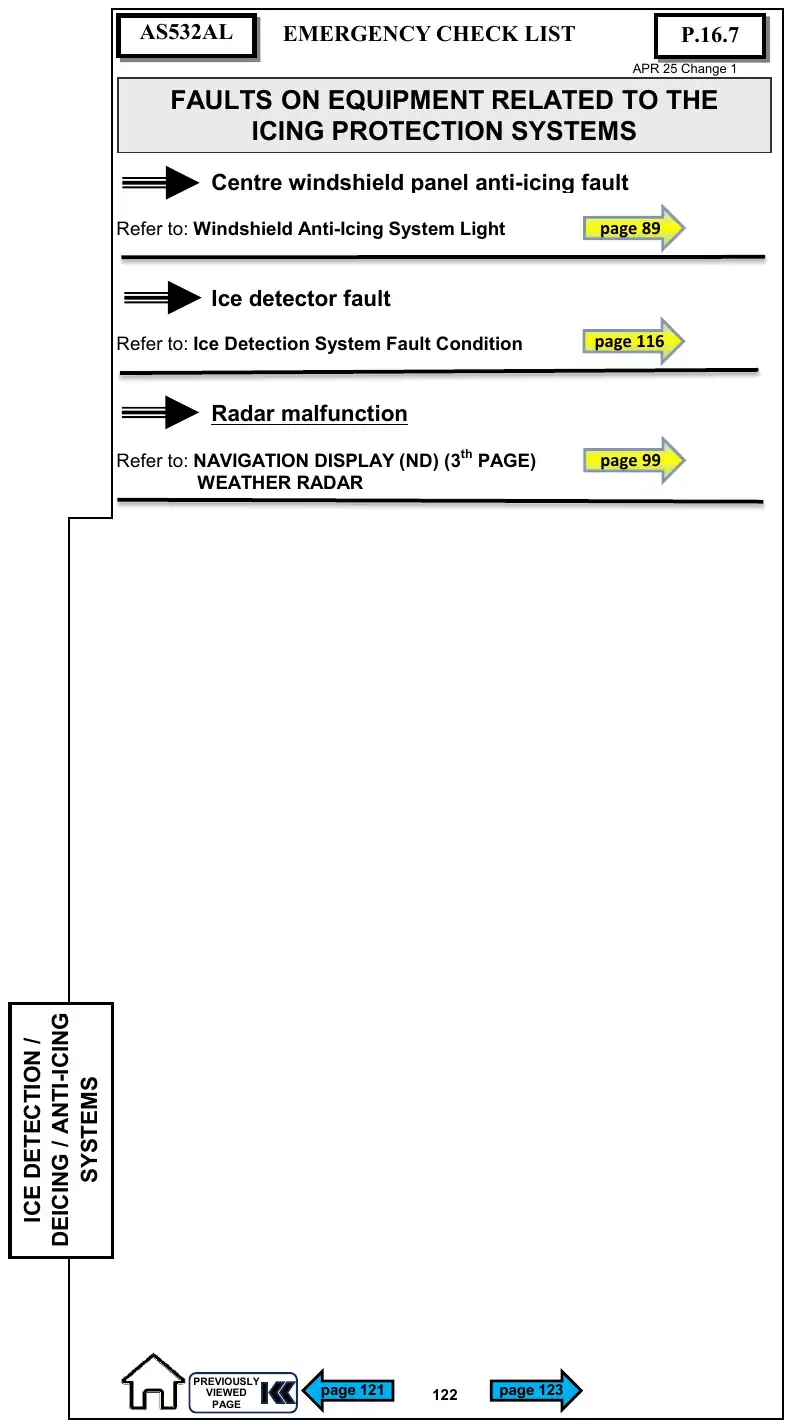 AS532AL
EMERGENCY CHECK LIST
P.16.7
APR 25 Change 1
FAULTS ON EQUIPMENT RELATED TO THE
ICING PROTECTION SYSTEMS
Centre windshield panel anti-icing fault
Refer to: Windshield Anti-Icing System Light
page 89
Ice detector fault
Refer to: Ice Detection System Fault Condition
page 116
Radar malfunction
Refer to: NAVIGATION DISPLAY (ND) (3th PAGE)
WEATHER RADAR
page 99
ICE DETECTION /
DEICING / ANTI-ICING
SYSTEMS
PREVIOUSLY
VIEWED
PAGE
page 121
122
page 123